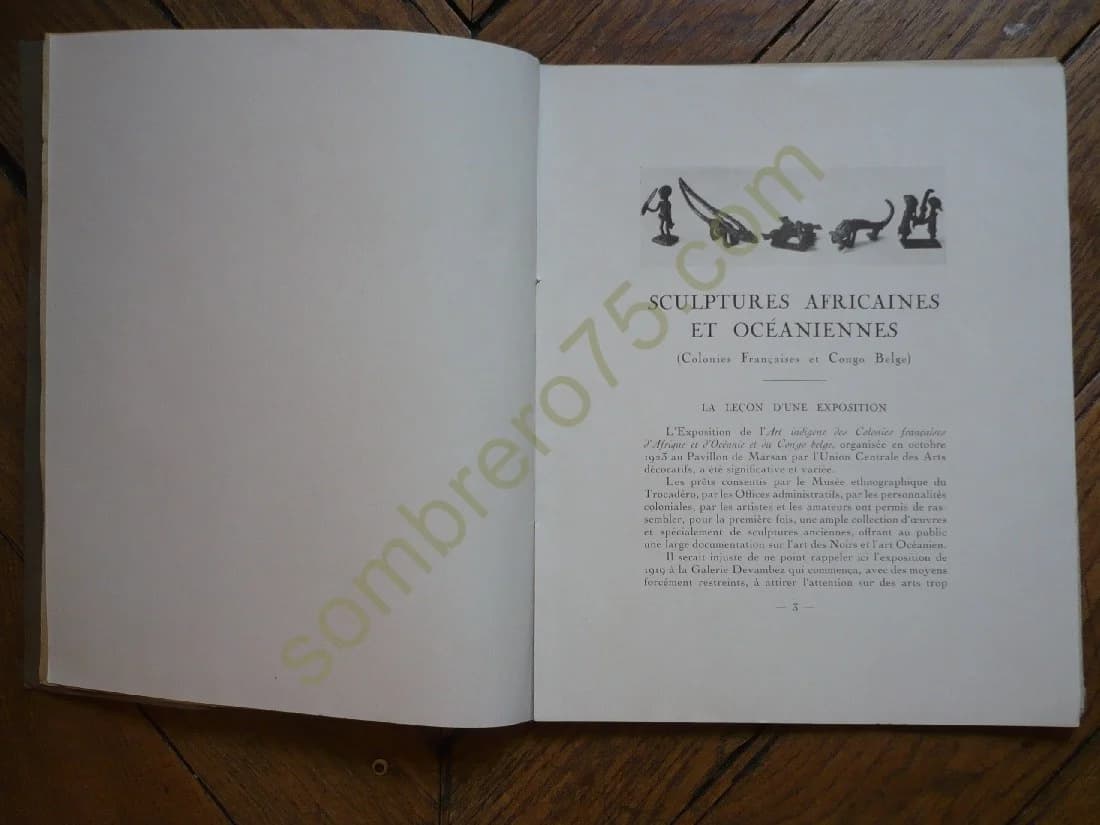 SCULPTURES AFRICAINES
ET OCÉANIENNES
(Colonies Françaises et Congo Belge)
LA LEÇON D'UNE EXPOSITION
L'Exposition de l'Art indigène des Colonies françaises
d'Afrique et d'Océanie et du Congo belge, organisée en octobre
1923 au Pavillon de Marsan par l'Union Centrale des Arts
décoratifs, a été significative et variée.
Les prêts consentis par le Musée ethnographique du
Trocadéro, par les Offices administratifs, par les personnalités
coloniales, par les artistes et les amateurs ont permis de ras-
sembler, pour la première fois, une ample collection d'œuvres
et spécialement de sculptures anciennes, offrant au public
une large documentation sur l'art des Noirs et l'art Océanien.
Il serait injuste de ne point rappeler ici l'exposition de
1919 à la Galerie Devambez qui commença, avec des moyens
forcément restreints, à attirer l'attention sur des arts trop
— 3 —
sombrero75.com